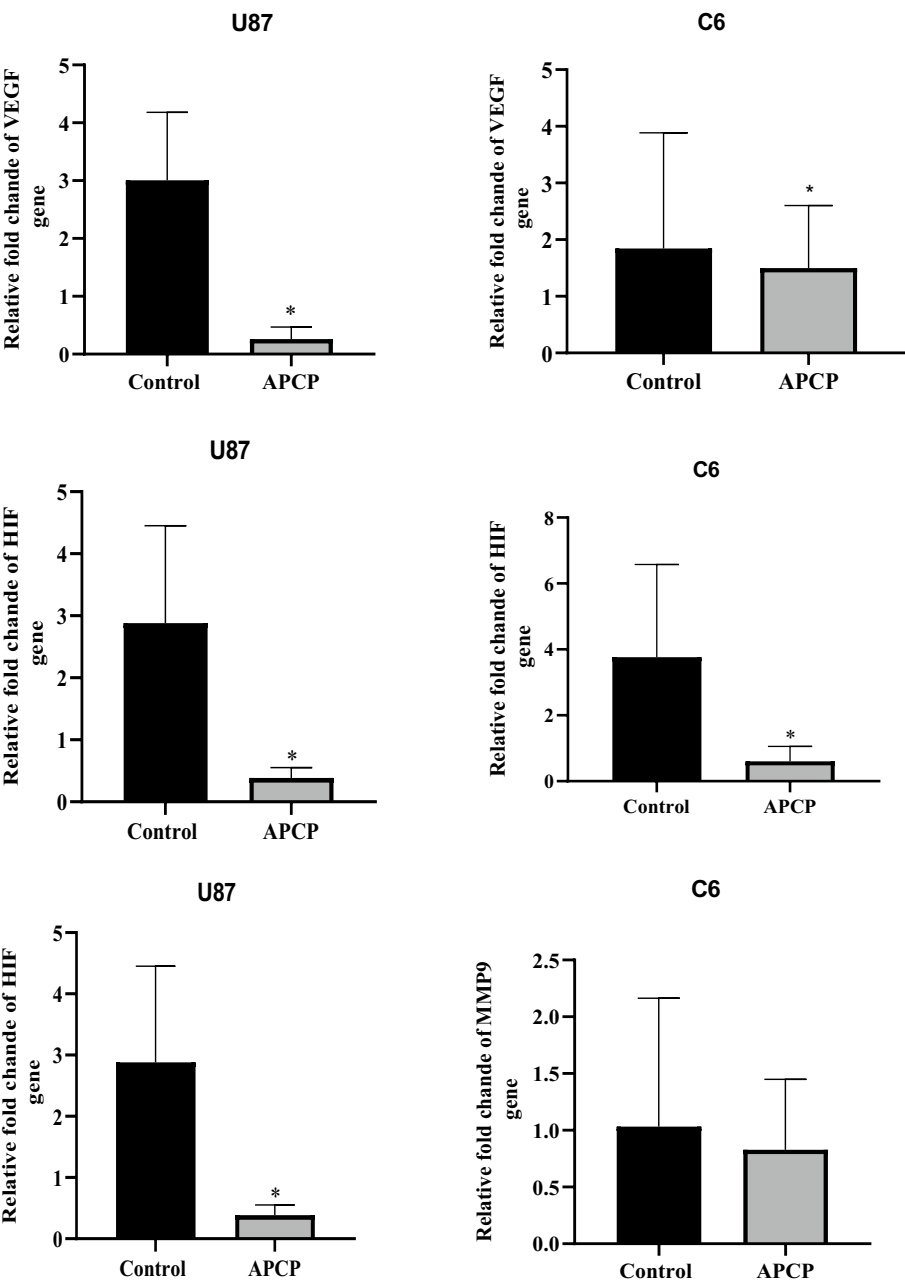 U87
Relative fold chande of VEGF
gene
5
4
3
2
1
0
*
Control APCP
C6
Relative fold chande of VEGF
gene
5
4
3
2
1
0
*
Control APCP
U87
Relative fold chande of HIF
gene
5
4
3
2
1
0
*
Control APCP
C6
Relative fold chande of HIF
gene
8
6
4
2
0
*
Control APCP
U87
Relative fold chande of HIF
gene
5
4
3
2
1
0
*
Control APCP
C6
Relative fold chande of MMP9
gene
2.5
2.0
1.5
1.0
0.5
0.0
Control APCP